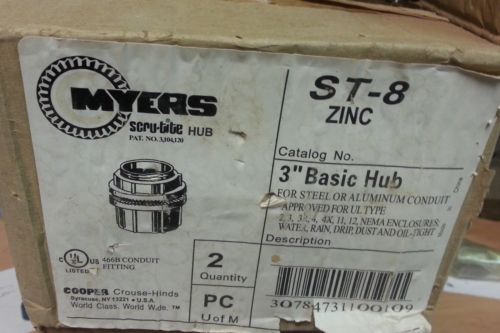 MYERS
scru-tite HUB
PAT. NO. 3,104,120
ST-8
ZINC
Catalog No.
3" Basic Hub
FOR STEEL OR ALUMINUM CONDUIT
APPROVED FOR UL TYPE
2, 3, 3R, 4, 4X, 11, 12, NEMA ENCLOSURES:
WATER, RAIN, DRIP, DUST AND OIL-TIGHT
Description
C UL US
LISTED
466B CONDUIT
FITTING
2
Quantity
PC
U of M
COOPER Crouse-Hinds
Syracuse, NY 13221 • U.S.A.
World Class. World Wide.™
30784731100109